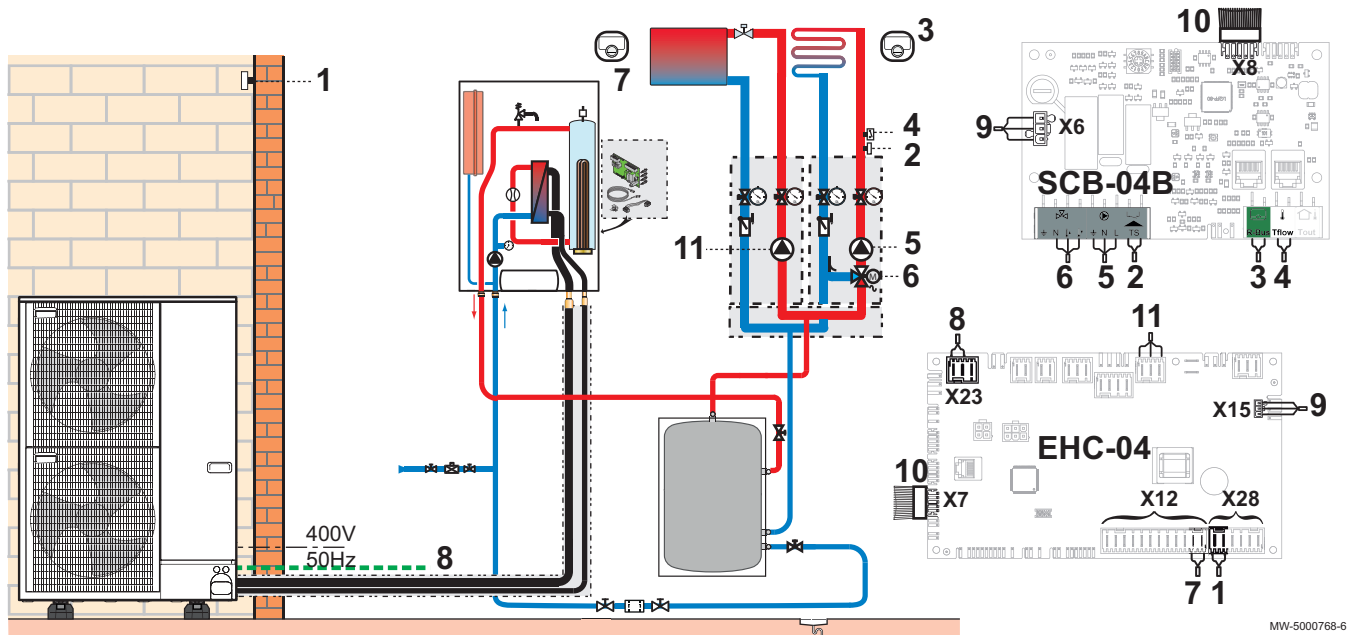 1
7
3
4
2
11
5
6
M
400V
50Hz
8
10
X8
9
X6
SCB-04B
N
N L
TS
R-Bus Tflow Tout
6 5 2 3 4
8
11
X23
X15
9
EHC-04
10
X7
X12
X28
7 1
MW-5000768-6